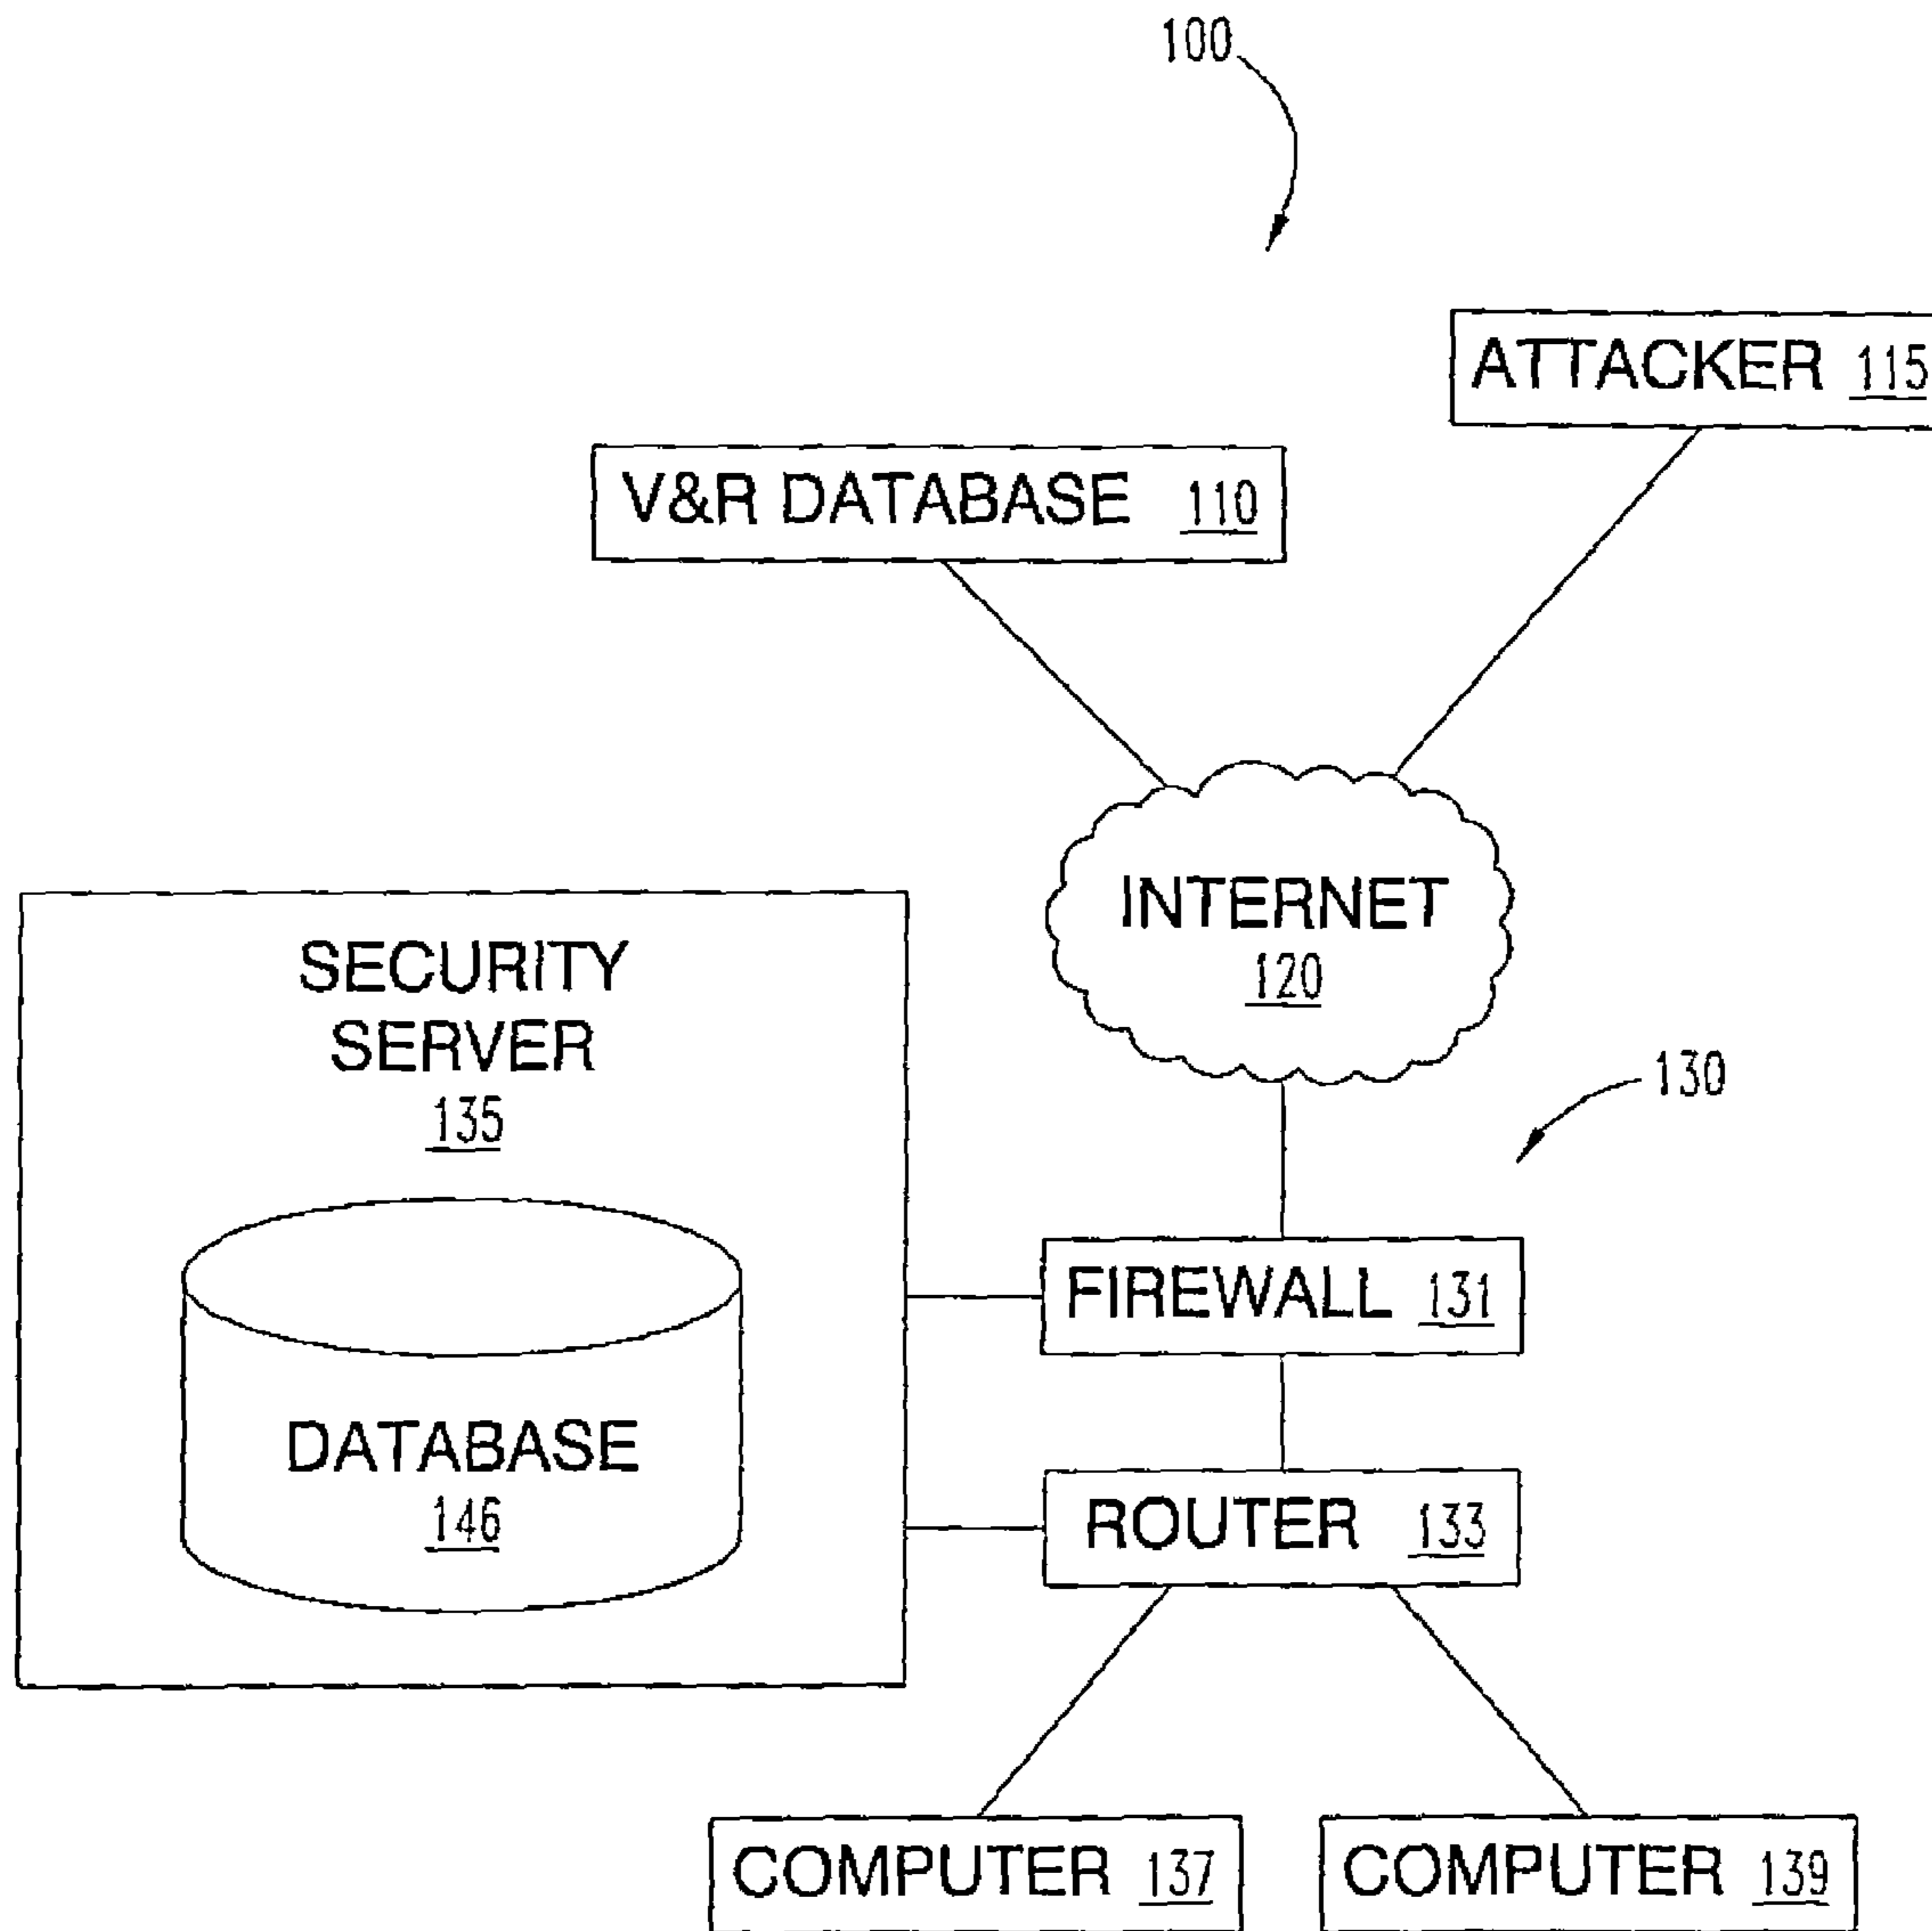 100
ATTACKER 115
V&R DATABASE 110
INTERNET
120
SECURITY
SERVER
135
130
FIREWALL 131
DATABASE
146
ROUTER 133
COMPUTER 137
COMPUTER 139